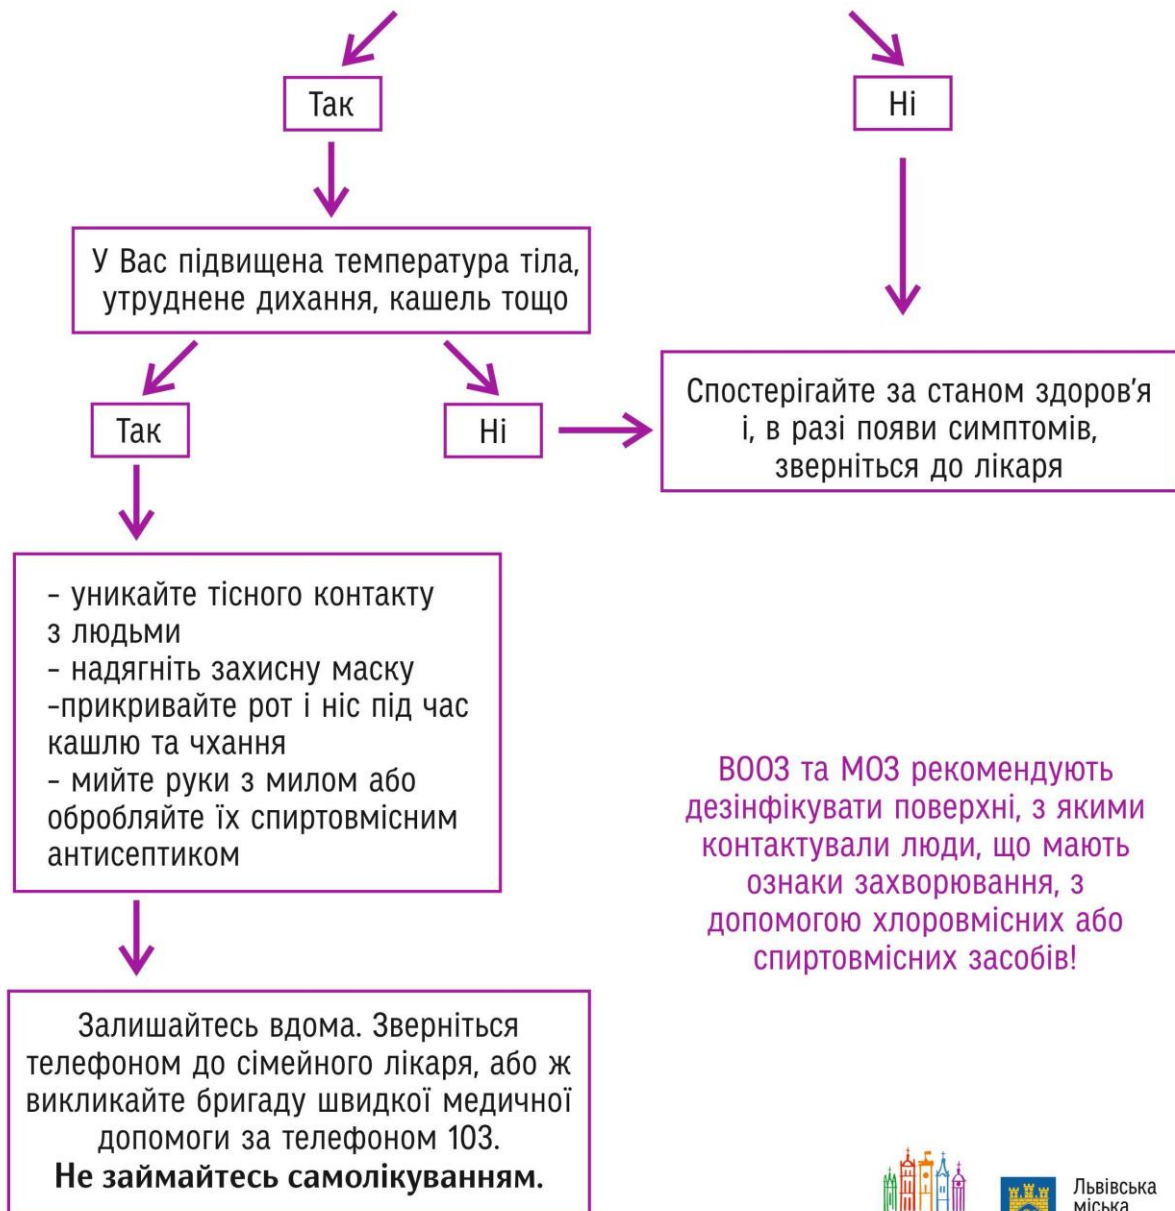 Так
Ні
У Вас підвищена температура тіла,
утруднене дихання, кашель тощо
Так
Ні
Спостерігайте за станом здоров’я
і, в разі появи симптомів,
зверніться до лікаря
- уникайте тісного контакту
з людьми
- надягніть захисну маску
-прикривайте рот і ніс під час
кашлю та чхання
- мийте руки з милом або
обробляйте їх спиртовмісним
антисептиком
ВООЗ та МОЗ рекомендують
дезінфікувати поверхні, з якими
контактували люди, що мають
ознаки захворювання, з
допомогою хлоровмісних або
спиртовмісних засобів!
Залишайтесь вдома. Зверніться
телефоном до сімейного лікаря, або ж
викликайте бригаду швидкої медичної
допомоги за телефоном 103.
Не займайтесь самолікуванням.
Львівська
міська